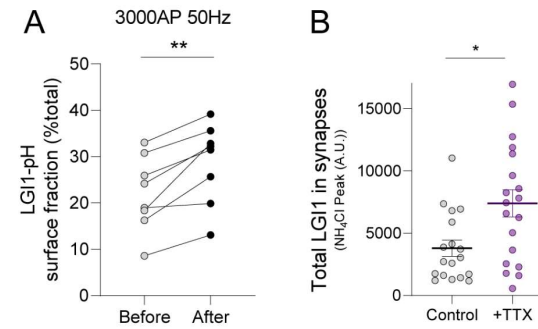 A
3000AP 50Hz
**
LGI1-pH
surface fraction (%total)
50
40
30
20
10
0
Before After
B
*
Total LGI1 in synapses
(NH₄Cl Peak (A.U.))
15000
10000
5000
0
Control +TTX